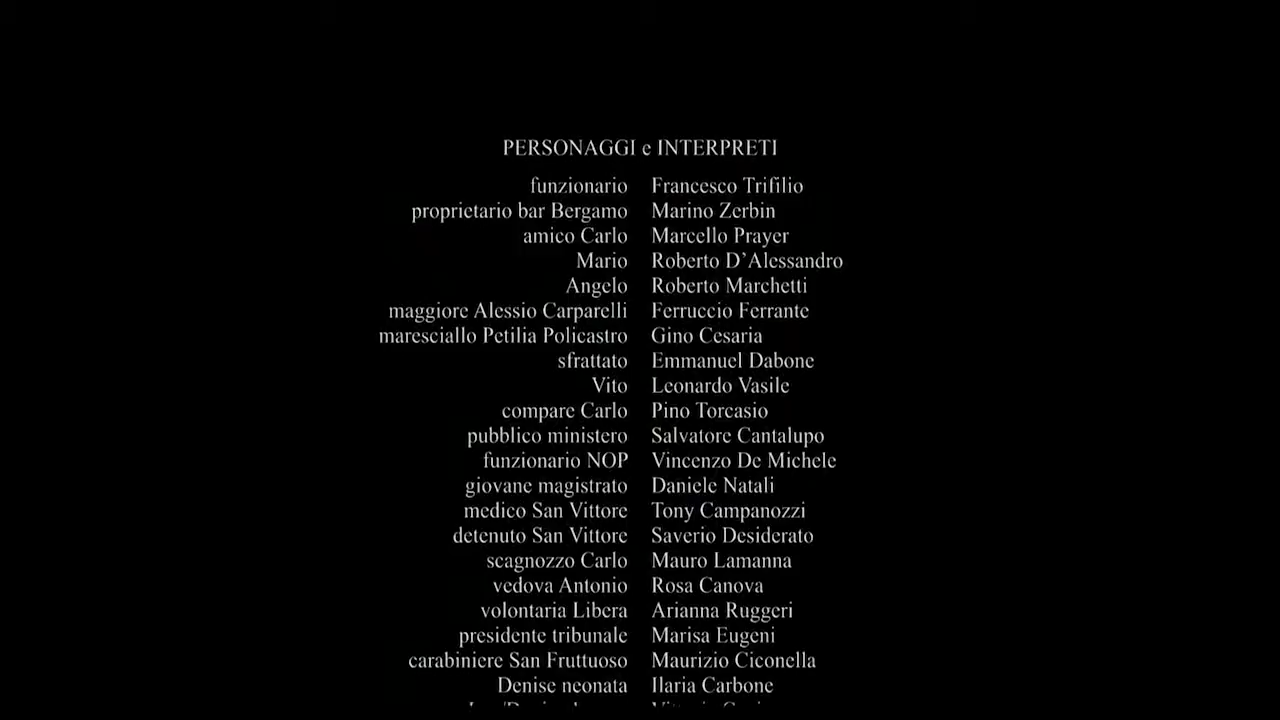 PERSONAGGI e INTERPRETI
funzionario Francesco Trifilio
proprietario bar Bergamo Marino Zerbin
amico Carlo Marcello Prayer
Mario Roberto D'Alessandro
Angelo Roberto Marchetti
maggiore Alessio Carparelli Ferruccio Ferrante
maresciallo Petilia Policastro Gino Cesaria
sfrattato Emmanuel Dabone
Vito Leonardo Vasile
compare Carlo Pino Torcasio
pubblico ministero Salvatore Cantalupo
funzionario NOP Vincenzo De Michele
giovane magistrato Daniele Natali
medico San Vittore Tony Campanozzi
detenuto San Vittore Saverio Desiderato
scagnozzo Carlo Mauro Lamanna
vedova Antonio Rosa Canova
volontaria Libera Arianna Ruggeri
presidente tribunale Marisa Eugeni
carabiniere San Fruttuoso Maurizio Ciconella
Denise neonata Ilaria Carbone